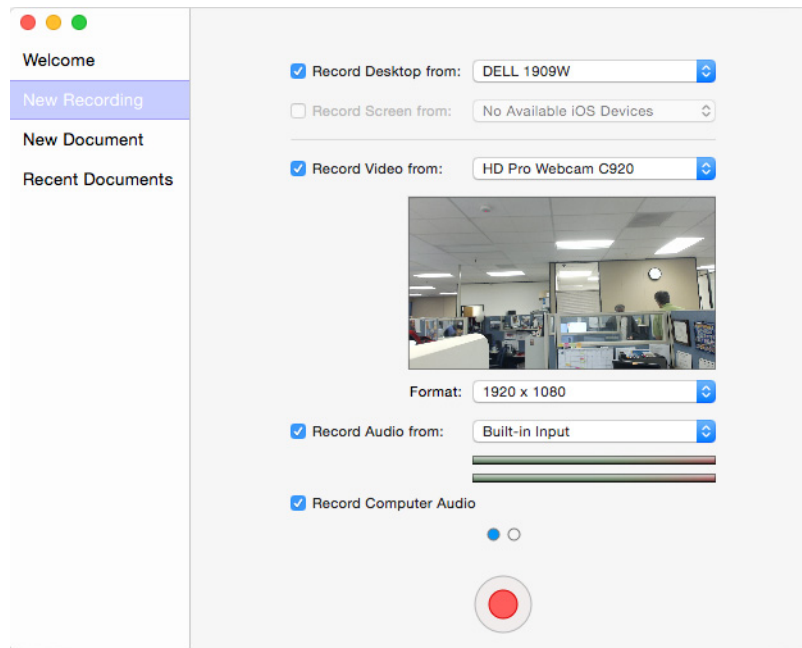 Welcome
New Recording
New Document
Recent Documents
Record Desktop from: DELL 1909W
Record Screen from: No Available iOS Devices
Record Video from: HD Pro Webcam C920
Format: 1920 x 1080
Record Audio from: Built-in Input
Record Computer Audio